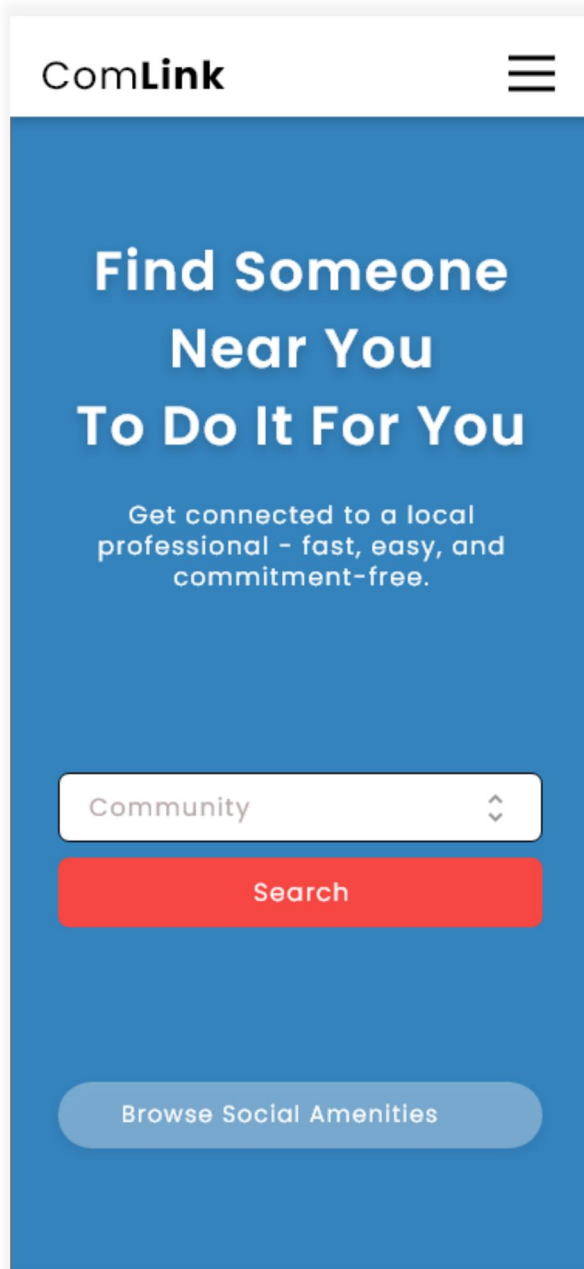 ComLink
Find Someone
Near You
To Do It For You
Get connected to a local
professional - fast, easy, and
commitment-free.
Community
Search
Browse Social Amenities